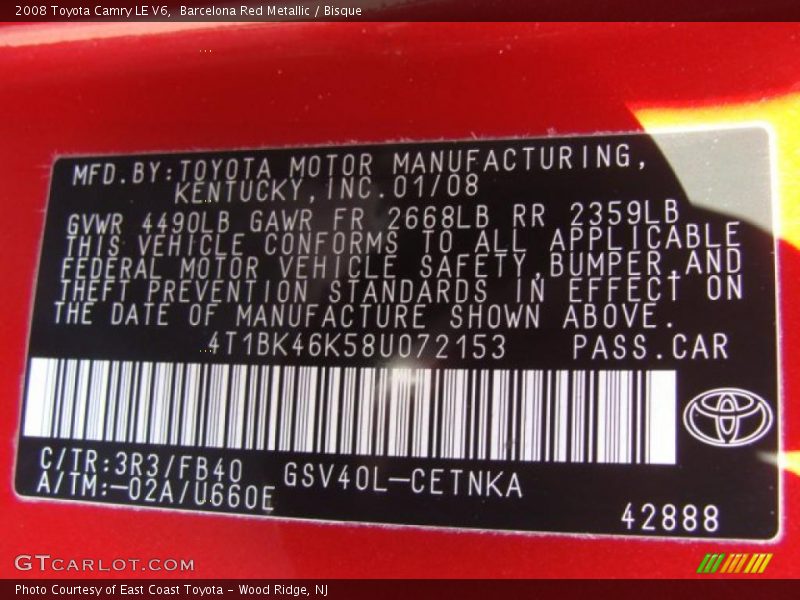 2008 Toyota Camry LE V6,  Barcelona Red Metallic / Bisque
MFD.BY:TOYOTA MOTOR MANUFACTURING,
KENTUCKY,INC.01/08
GVWR 4490LB GAWR FR 2668LB RR 2359LB
THIS VEHICLE CONFORMS TO ALL APPLICABLE
FEDERAL MOTOR VEHICLE SAFETY,BUMPER,AND
THEFT PREVENTION STANDARDS IN EFFECT ON
THE DATE OF MANUFACTURE SHOWN ABOVE.
4T1BK46K58U072153 PASS.CAR
C/TR:3R3/FB40 GSV40L-CETNKA
A/TM:-02A/U660E
42888
GTCARLOT.COM
Photo Courtesy of East Coast Toyota - Wood Ridge, NJ